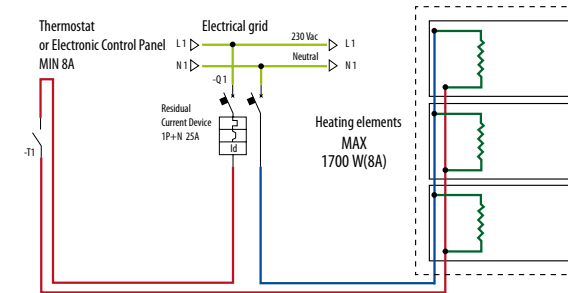 Thermostat
or Electronic Control Panel
MIN 8A
Electrical grid
L1
230 Vac
L1
N1
Neutral
N1
-Q1
Residual
Current Device
1P+N 25A
Id
Heating elements
MAX
1700 W(8A)
-T1